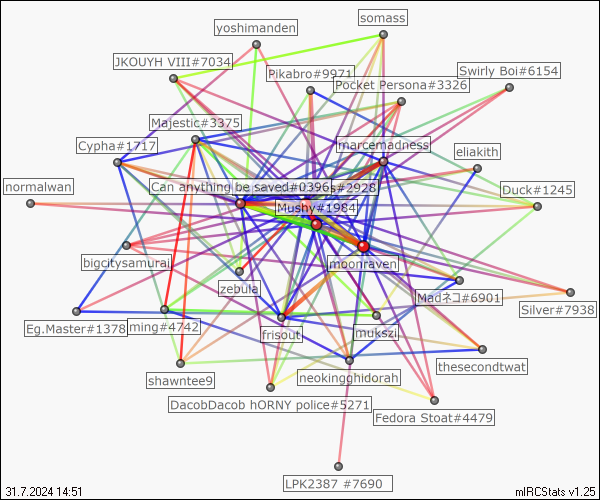 somass
yoshimanden
JKOUYH VIII#7034
Pikabro#9971
Swirly Boi#6154
Pocket Persona#3326
Majestic#3375
Cypha#1717
marcemadness
eliakith
normalwan
Can anything be saved#0396
s#2928
Duck#1245
Mushy#1984
bigcitysamurai
moonraven
zebula
Madネコ#6901
Silver#7938
Eg.Master#1378
ming#4742
frisout
mukszi
thesecondtwat
shawntee9
neokingghidorah
DacobDacob hORNY police#5271
Fedora Stoat#4479
LPK2387 #7690
31.7.2024 14:51
mIRCStats v1.25